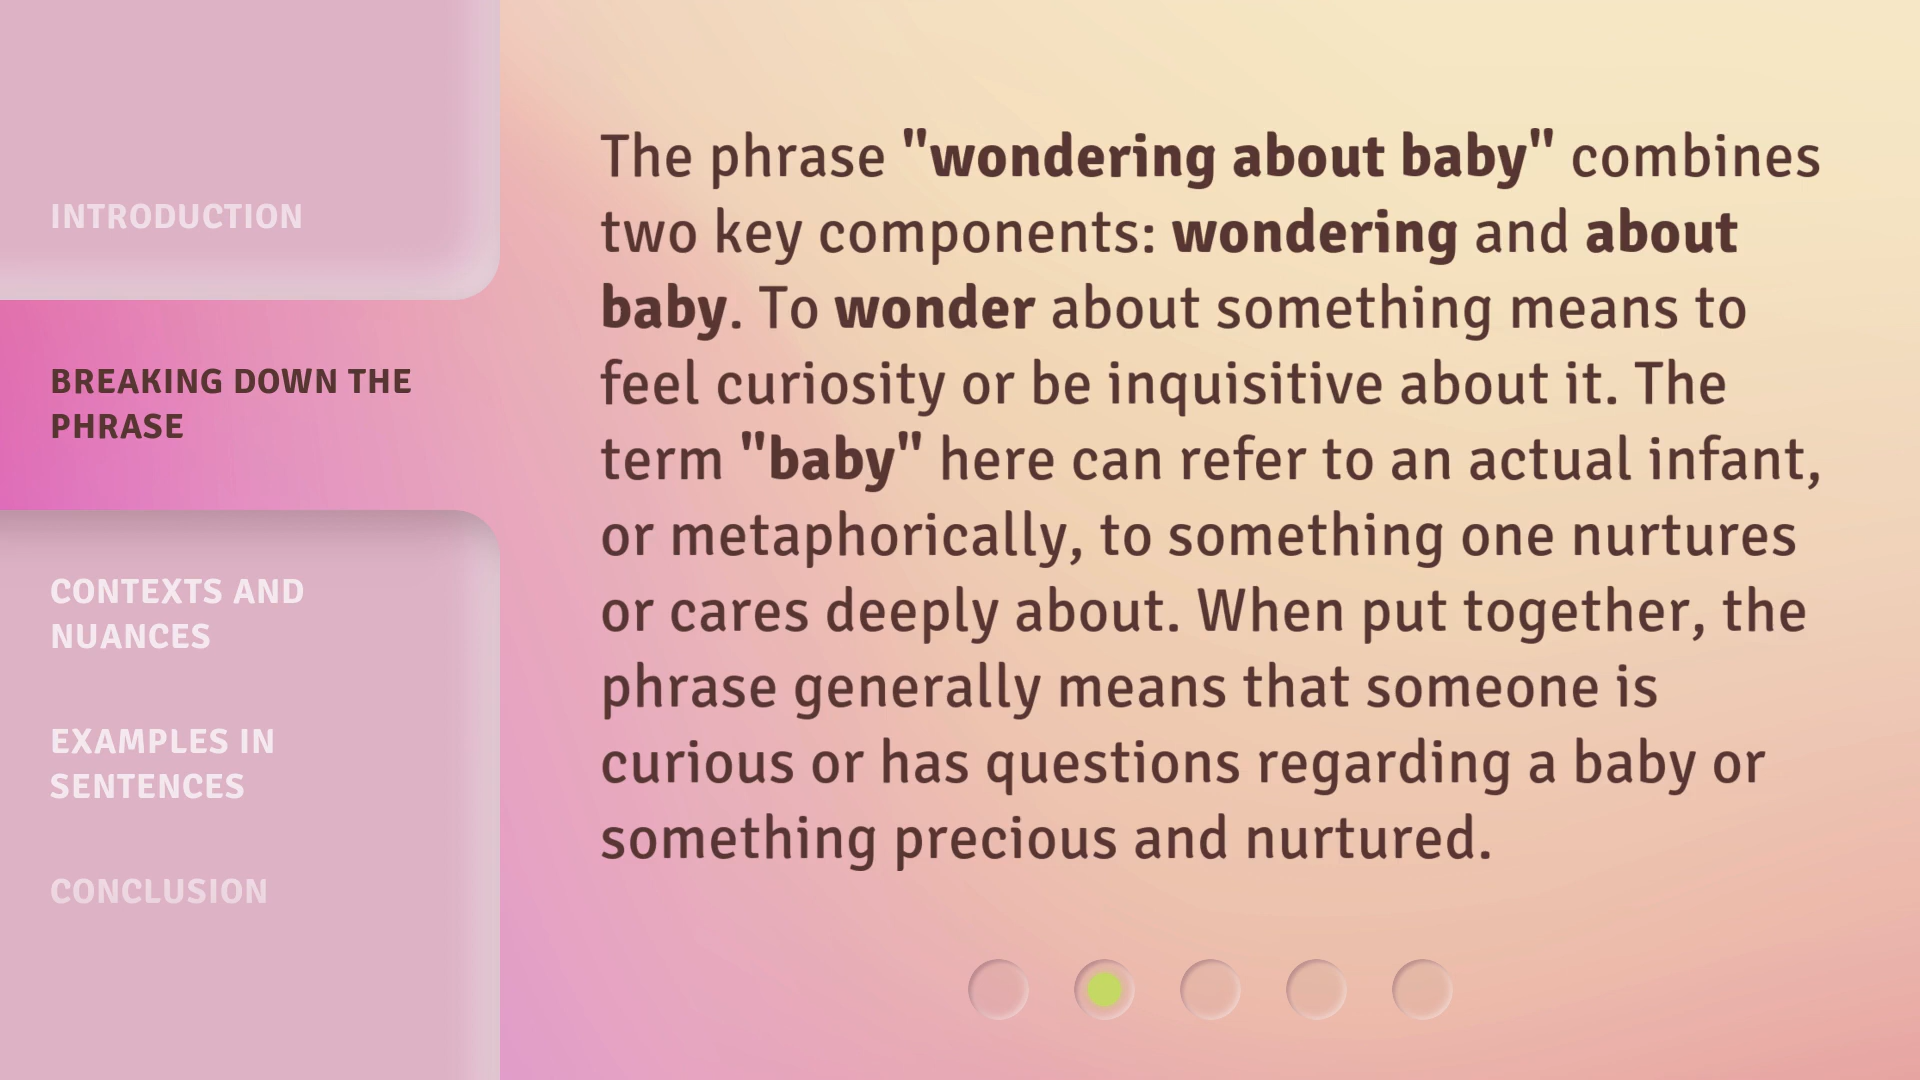 INTRODUCTION
BREAKING DOWN THE
PHRASE
CONTEXTS AND
NUANCES
EXAMPLES IN
SENTENCES
CONCLUSION
The phrase "wondering about baby" combines
two key components: wondering and about
baby. To wonder about something means to
feel curiosity or be inquisitive about it. The
term "baby" here can refer to an actual infant,
or metaphorically, to something one nurtures
or cares deeply about. When put together, the
phrase generally means that someone is
curious or has questions regarding a baby or
something precious and nurtured.